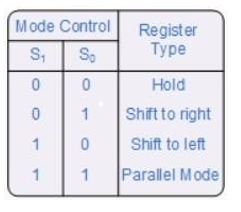 Mode Control Register Type
S₁ S₀
0 0 Hold
0 1 Shift to right
1 0 Shift to left
1 1 Parallel Mode